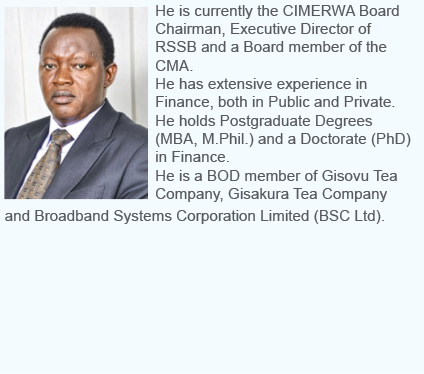 He is currently the CIMERWA Board
Chairman, Executive Director of
RSSB and a Board member of the
CMA.
He has extensive experience in
Finance, both in Public and Private.
He holds Postgraduate Degrees
(MBA, M.Phil.) and a Doctorate (PhD)
in Finance.
He is a BOD member of Gisovu Tea
Company, Gisakura Tea Company
and Broadband Systems Corporation Limited (BSC Ltd).